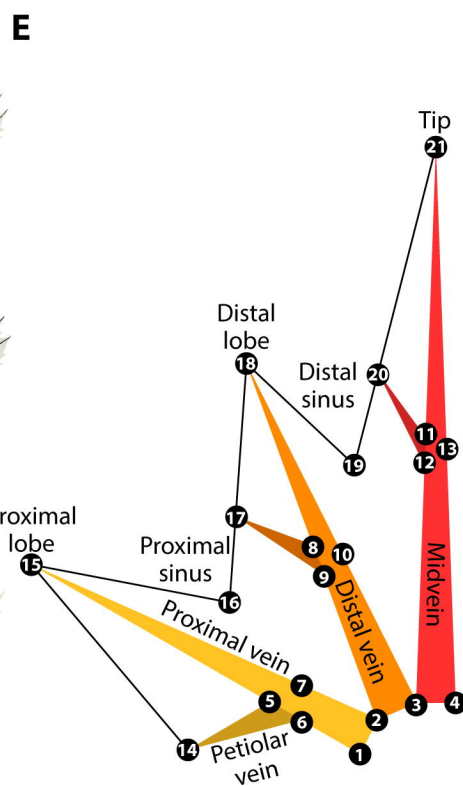 E
Tip
21
Distal
lobe
18
Distal
sinus
20
11
13
12
19
roximal
lobe
15
17
Proximal
sinus
8
10
9
16
Proximal vein
Distal vein
Midvein
7
5
6
2
3
4
14
Petiolar
vein
1